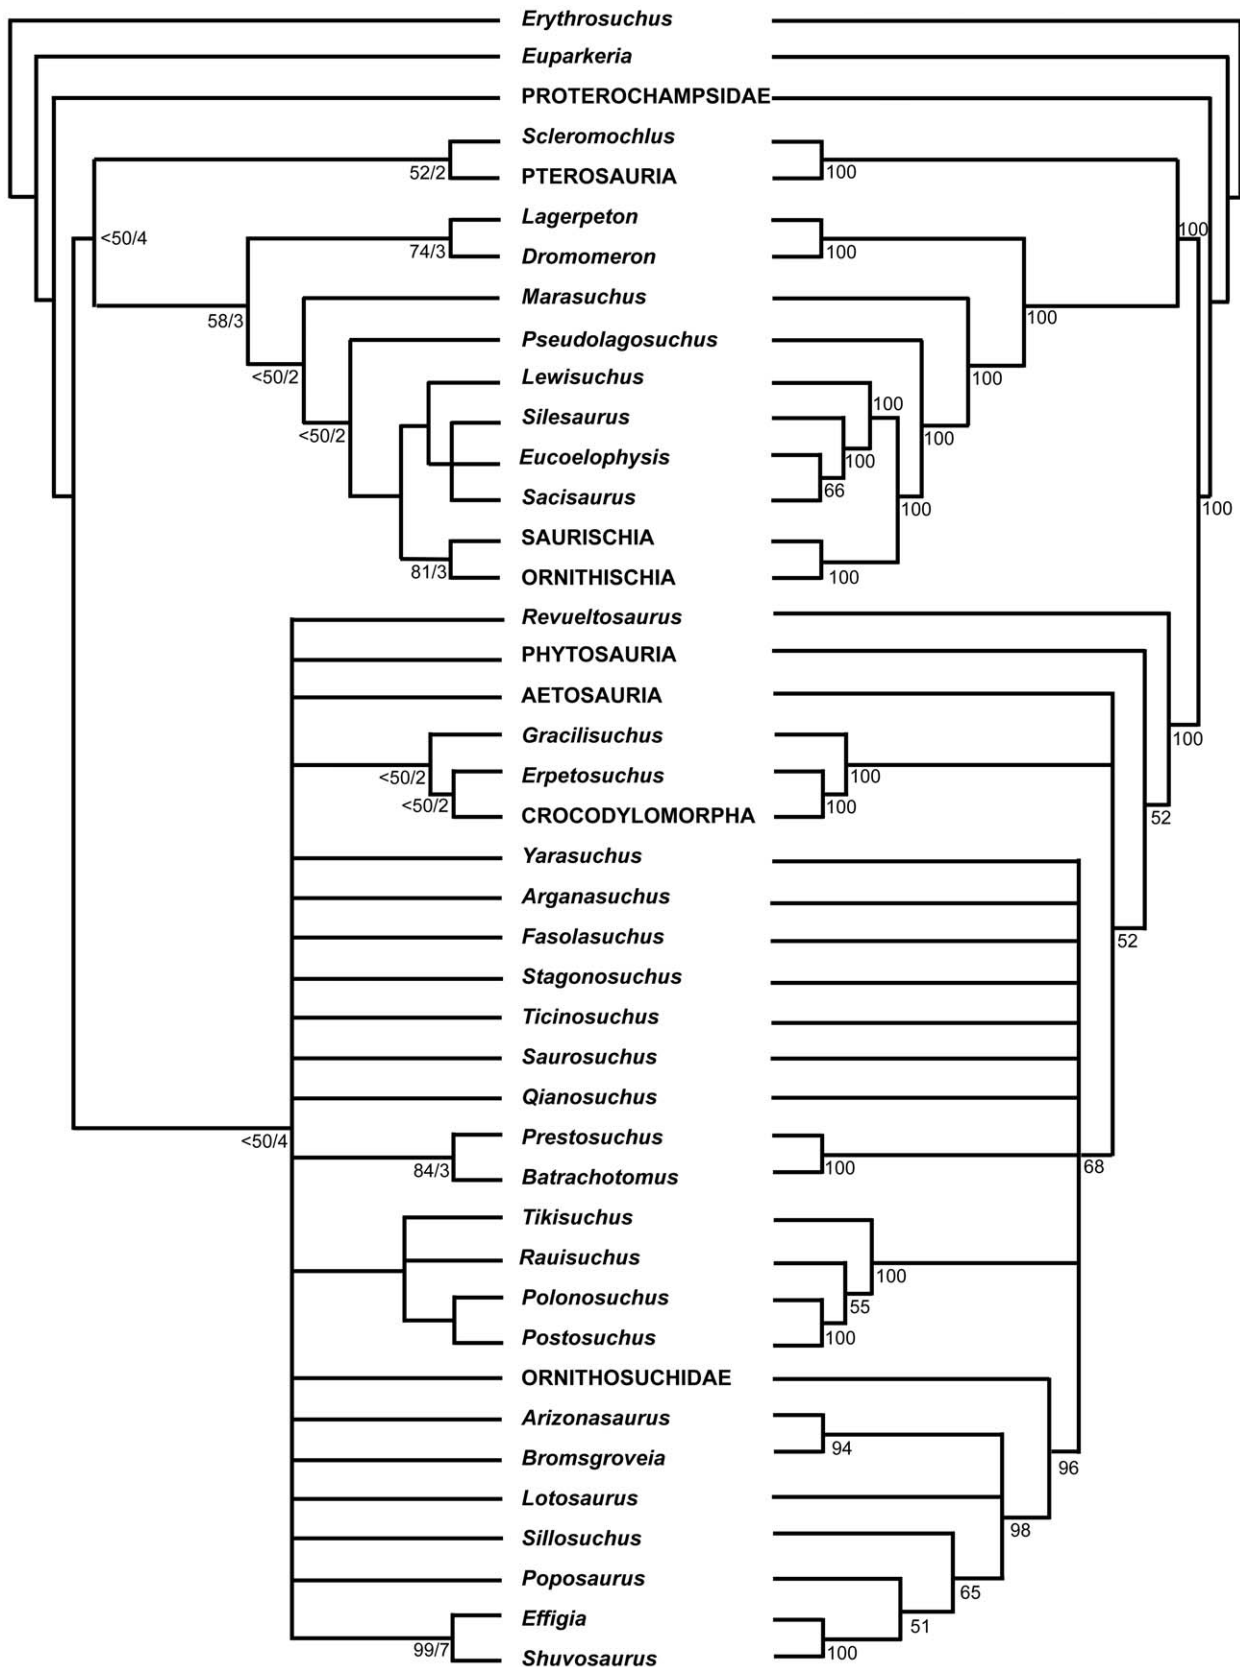 Erythrosuchus
Euparkeria
PROTEROCHAMPSIDAE
Scleromochlus
52/2
PTEROSAURIA
100
Lagerpeton
<50/4
100
74/3
Dromomeron
100
Marasuchus
58/3
100
Pseudolagosuchus
<50/2
Lewisuchus
100
100
Silesaurus
<50/2
100
Eucoelophysis
100
66
Sacisaurus
100
100
SAURISCHIA
81/3
ORNITHISCHIA
100
Revueltosaurus
PHYTOSAURIA
AETOSAURIA
Gracilisuchus
100
<50/2
Erpetosuchus
100
<50/2
CROCODYLOMORPHA
100
52
Yarasuchus
Arganasuchus
Fasolasuchus
52
Stagonosuchus
Ticinosuchus
Saurosuchus
Qianosuchus
<50/4
Prestosuchus
84/3
Batrachotomus
100
68
Tikisuchus
Rauisuchus
100
Polonosuchus
55
Postosuchus
100
ORNITHOSUCHIDAE
Arizonasaurus
94
Bromsgroveia
96
Lotosaurus
98
Sillosuchus
Poposaurus
65
Effigia
51
99/7
Shuvosaurus
100